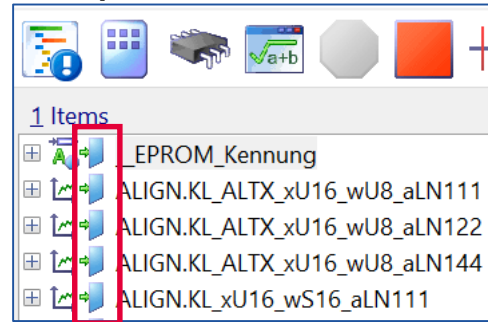 √a+b
1 Items
A _EPROM_Kennung
ALIGN.KL_ALTX_xU16_wU8_aLN111
ALIGN.KL_ALTX_xU16_wU8_aLN122
ALIGN.KL_ALTX_xU16_wU8_aLN144
ALIGN.KL_xU16_wS16_aLN111